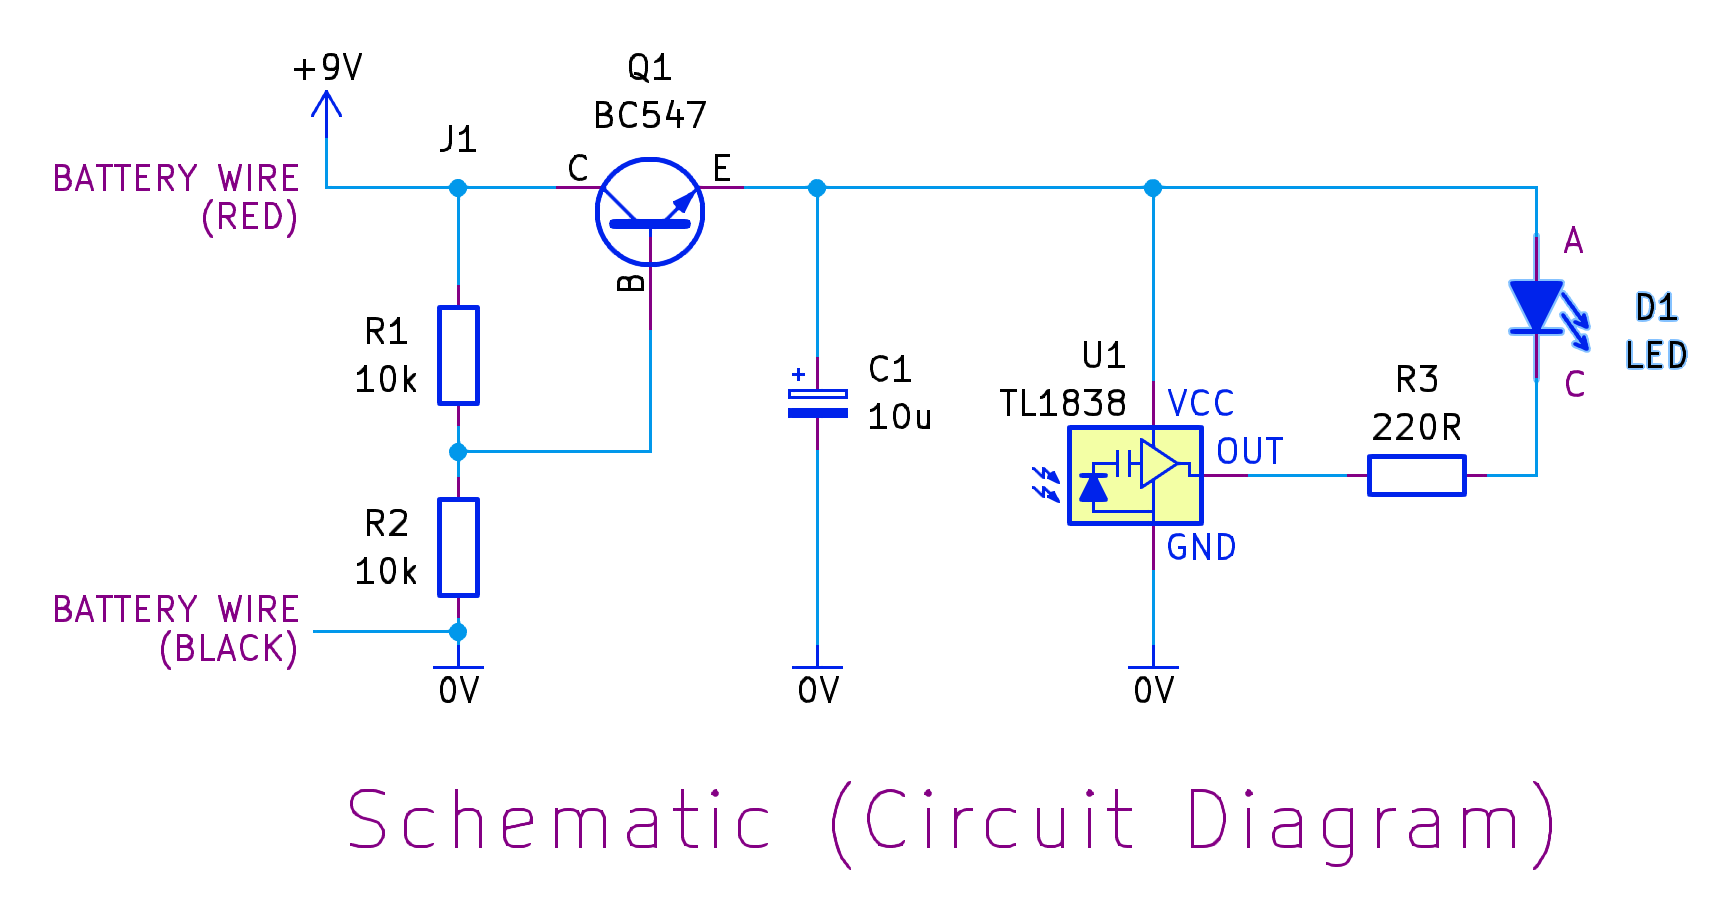 +9V
Q1
BC547
J1
C
E
BATTERY WIRE
(RED)
B
A
D1
LED
R1
10k
C1
10u
U1
TL1838
VCC
OUT
GND
R3
220R
C
R2
10k
BATTERY WIRE
(BLACK)
+
0V
0V
0V
Schematic (Circuit Diagram)